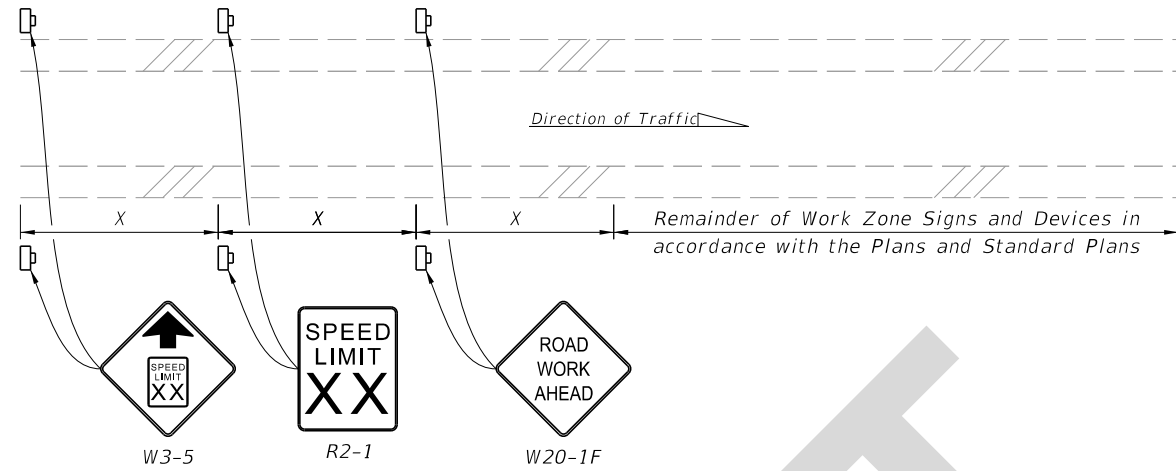 Direction of Traffic
X X X
Remainder of Work Zone Signs and Devices in
accordance with the Plans and Standard Plans
SPEED
LIMIT
XX
SPEED
LIMIT
XX
ROAD
WORK
AHEAD
W3-5
R2-1
W20-1F